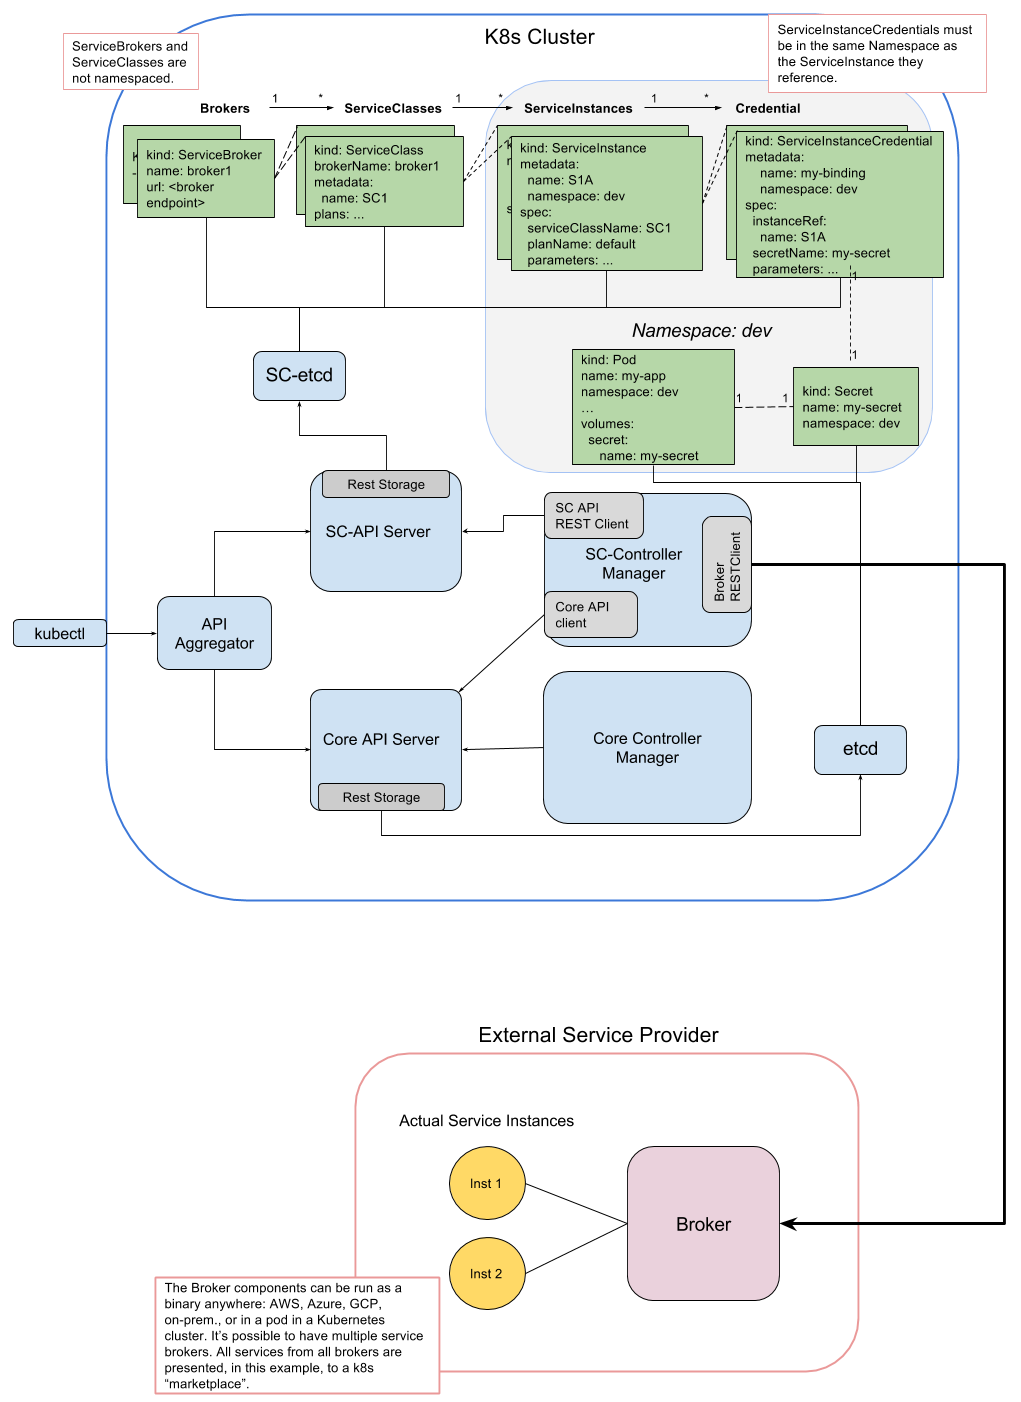 K8s Cluster
ServiceBrokers and
ServiceClasses are
not namespaced.
ServiceInstanceCredentials must
be in the same Namespace as
the ServiceInstance they
reference.
Brokers 1 * ServiceClasses 1 * ServiceInstances 1 * Credential
kind: ServiceBroker
name: broker1
url: <broker
endpoint>
kind: ServiceClass
brokerName: broker1
metadata:
name: SC1
plans: ...
kind: ServiceInstance
metadata:
name: S1A
namespace: dev
spec:
serviceClassName: SC1
planName: default
parameters: ...
kind: ServiceInstanceCredential
metadata:
name: my-binding
namespace: dev
spec:
instanceRef:
name: S1A
secretName: my-secret
parameters: ...
1
Namespace: dev
1
kind: Pod
name: my-app
namespace: dev
...
volumes:
secret:
name: my-secret
1 1
kind: Secret
name: my-secret
namespace: dev
SC-etcd
Rest Storage
SC-API Server
SC API
REST Client
SC-Controller
Manager
Broker
RESTClient
Core API
client
kubectl
API
Aggregator
Core API Server
Rest Storage
Core Controller
Manager
etcd
External Service Provider
Actual Service Instances
Inst 1
Inst 2
Broker
The Broker components can be run as a
binary anywhere: AWS, Azure, GCP,
on-prem., or in a pod in a Kubernetes
cluster. It's possible to have multiple service
brokers. All services from all brokers are
presented, in this example, to a k8s
“marketplace”.